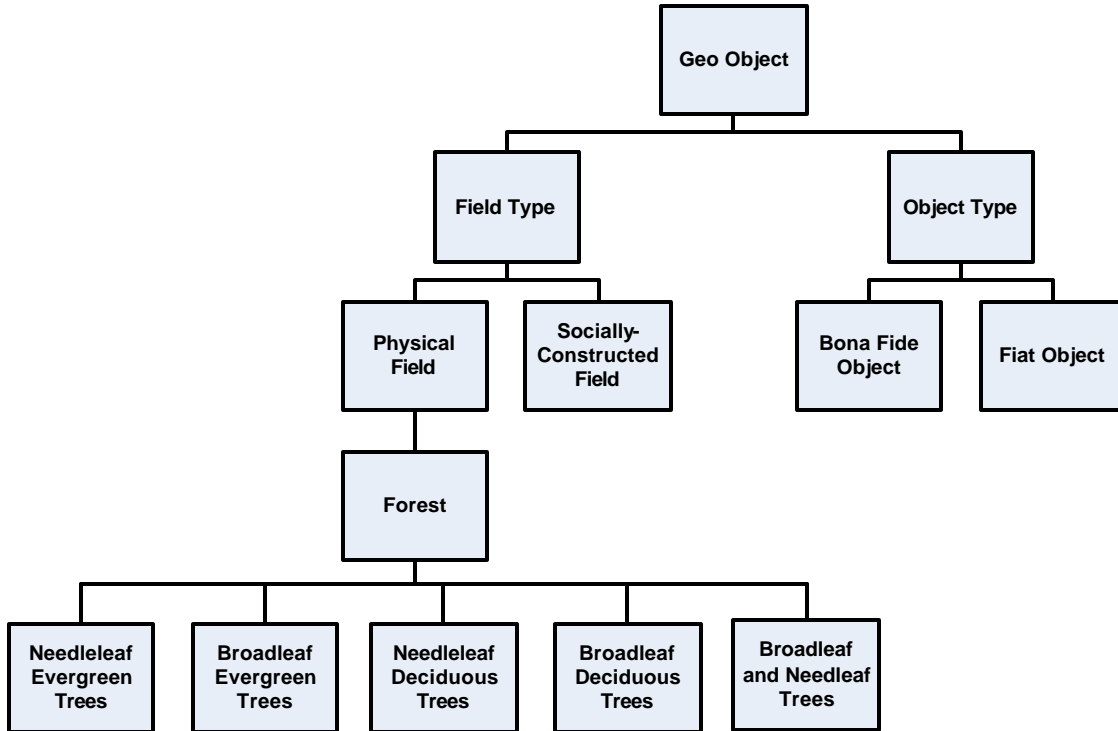 Geo Object
Field Type
Object Type
Physical
Field
Socially-
Constructed
Field
Bona Fide
Object
Fiat Object
Forest
Needleleaf
Evergreen
Trees
Broadleaf
Evergreen
Trees
Needleleaf
Deciduous
Trees
Broadleaf
Deciduous
Trees
Broadleaf
and Needleaf
Trees